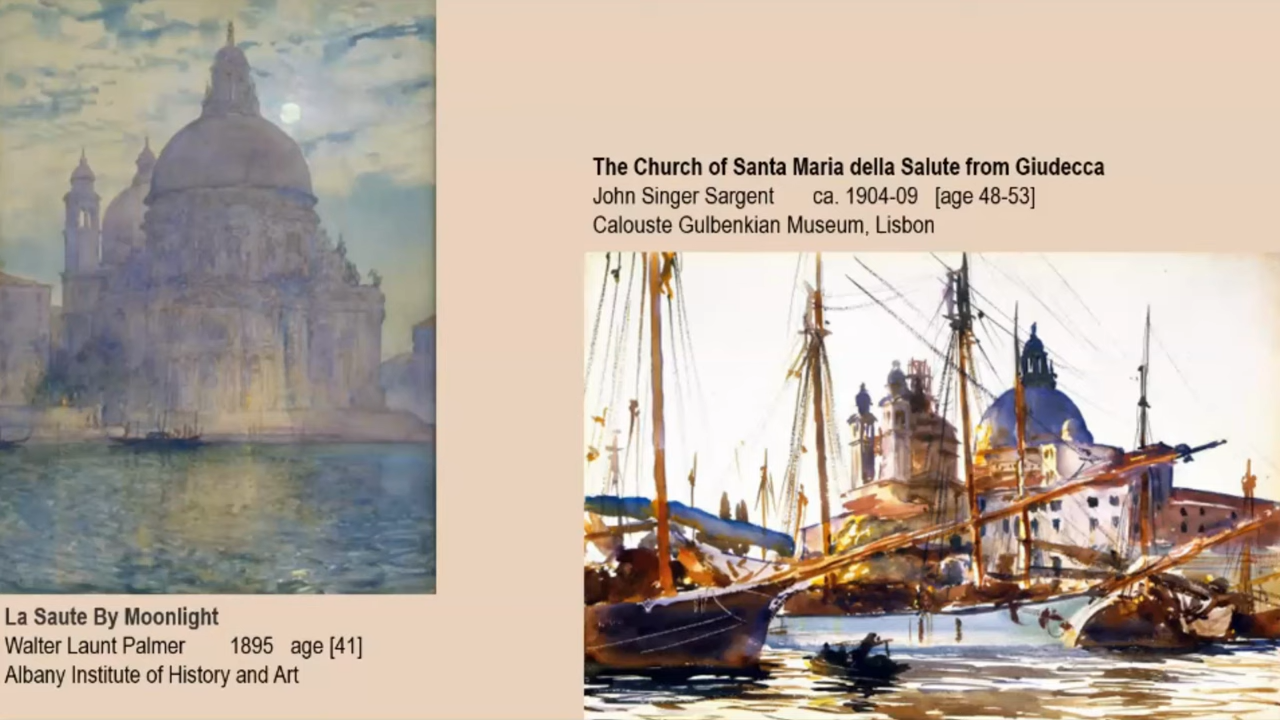 The Church of Santa Maria della Salute from Giudecca
John Singer Sargent ca. 1904-09 [age 48-53]
Calouste Gulbenkian Museum, Lisbon
La Saute By Moonlight
Walter Launt Palmer 1895 age [41]
Albany Institute of History and Art